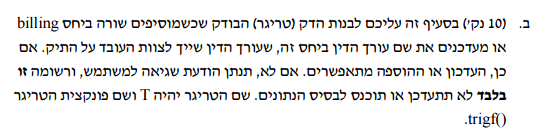 ב. (10 נק') בסעיף זה עליכם לבנות הדק (טריגר) הבודק שכשמוסיפים שורה ביחס billing
או מעדכנים את שם עורך הדין ביחס זה, שעורך הדין שייך לצוות העובד על התיק. אם
כן, העדכון או ההוספה מתאפשרים. אם לא, תנתן הודעת שגיאה למשתמש, ורשומה זו
בלבד לא תתעדכן או תוכנס לבסיס הנתונים. שם הטריגר יהיה T ושם פונקצית הטריגר
trigf().